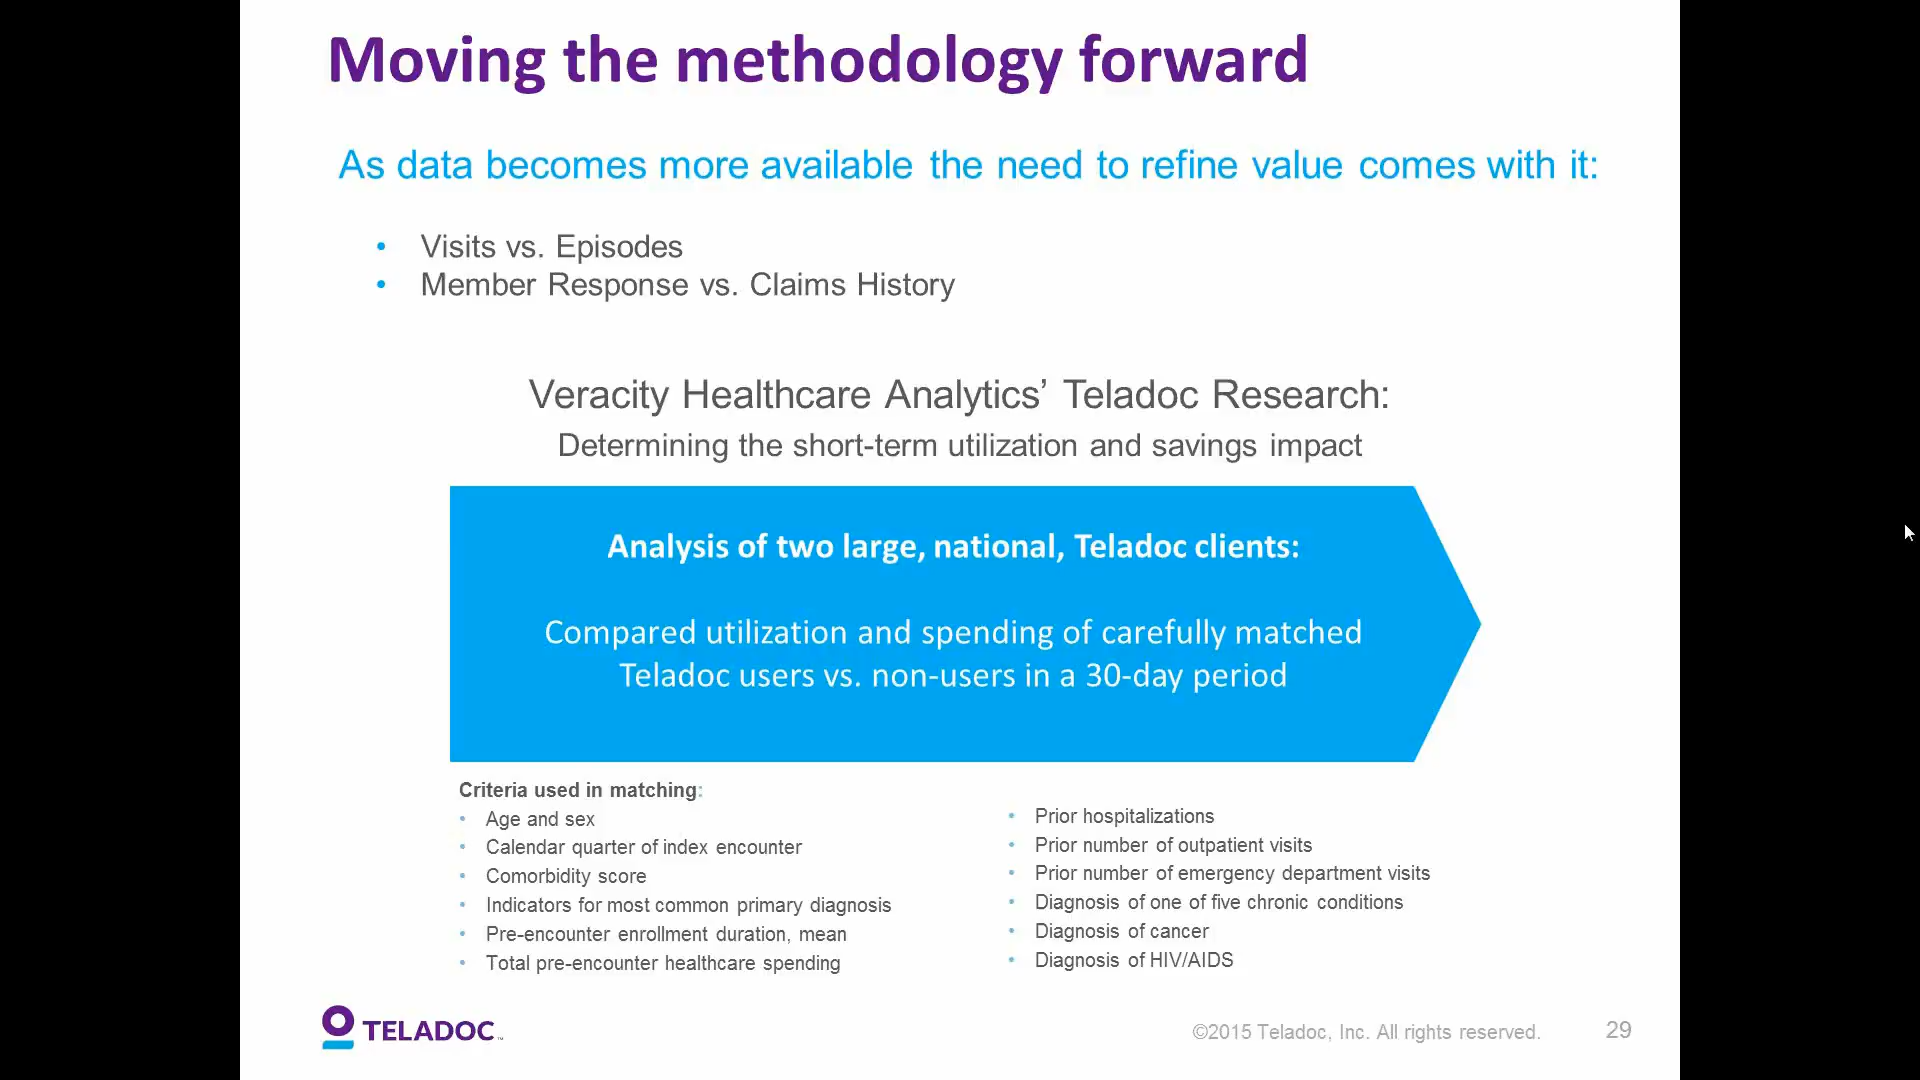 Moving the methodology forward
As data becomes more available the need to refine value comes with it:
• Visits vs. Episodes
• Member Response vs. Claims History
Veracity Healthcare Analytics’ Teladoc Research:
Determining the short-term utilization and savings impact
Analysis of two large, national, Teladoc clients:
Compared utilization and spending of carefully matched
Teladoc users vs. non-users in a 30-day period
Criteria used in matching:
• Age and sex
• Calendar quarter of index encounter
• Comorbidity score
• Indicators for most common primary diagnosis
• Pre-encounter enrollment duration, mean
• Total pre-encounter healthcare spending
• Prior hospitalizations
• Prior number of outpatient visits
• Prior number of emergency department visits
• Diagnosis of one of five chronic conditions
• Diagnosis of cancer
• Diagnosis of HIV/AIDS
TELADOC™
©2015 Teladoc, Inc. All rights reserved.
29